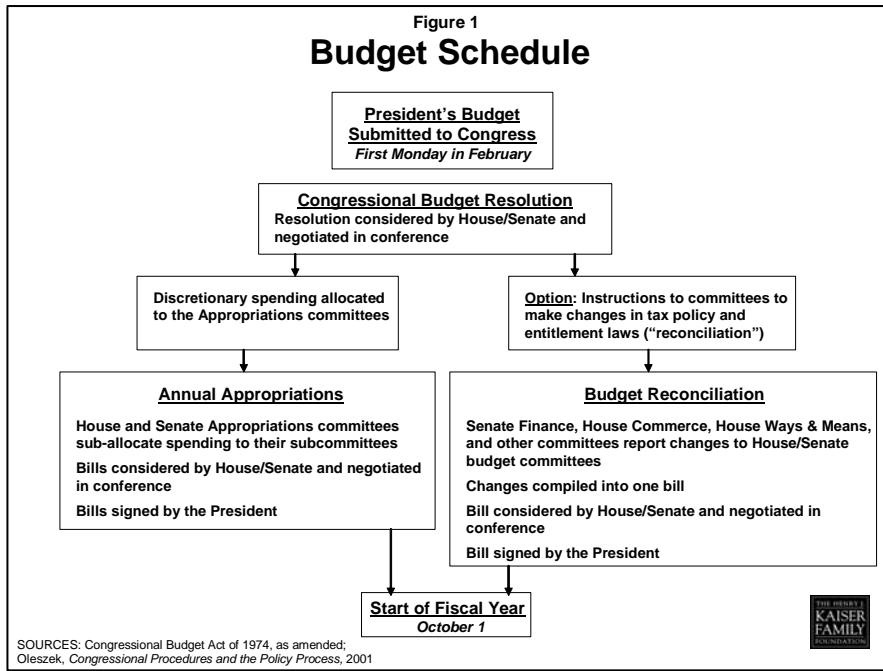 Figure 1
Budget Schedule
President’s Budget
Submitted to Congress
First Monday in February
Congressional Budget Resolution
Resolution considered by House/Senate and
negotiated in conference
Discretionary spending allocated
to the Appropriations committees
Option: Instructions to committees to
make changes in tax policy and
entitlement laws (“reconciliation”)
Annual Appropriations
House and Senate Appropriations committees
sub-allocate spending to their subcommittees
Bills considered by House/Senate and negotiated
in conference
Bills signed by the President
Budget Reconciliation
Senate Finance, House Commerce, House Ways & Means,
and other committees report changes to House/Senate
budget committees
Changes compiled into one bill
Bill considered by House/Senate and negotiated in
conference
Bill signed by the President
Start of Fiscal Year
October 1
SOURCES: Congressional Budget Act of 1974, as amended;
Oleszek, Congressional Procedures and the Policy Process, 2001
THE HENRY J.
KAISER
FAMILY
FOUNDATION